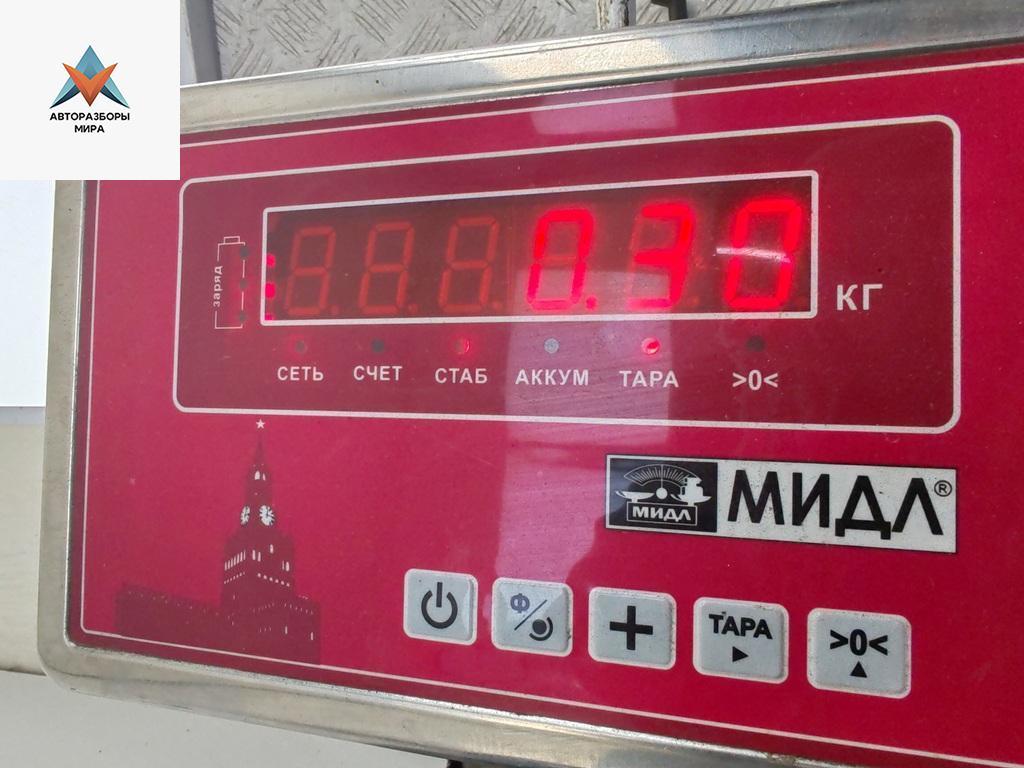 АВТОРАЗБОРЫ
МИРА
заряд
0.30
КГ
СЕТЬ СЧЕТ СТАБ АККУМ ТАРА >0<
МИДЛ
МИДЛ®
Ф
ТАРА
>0<